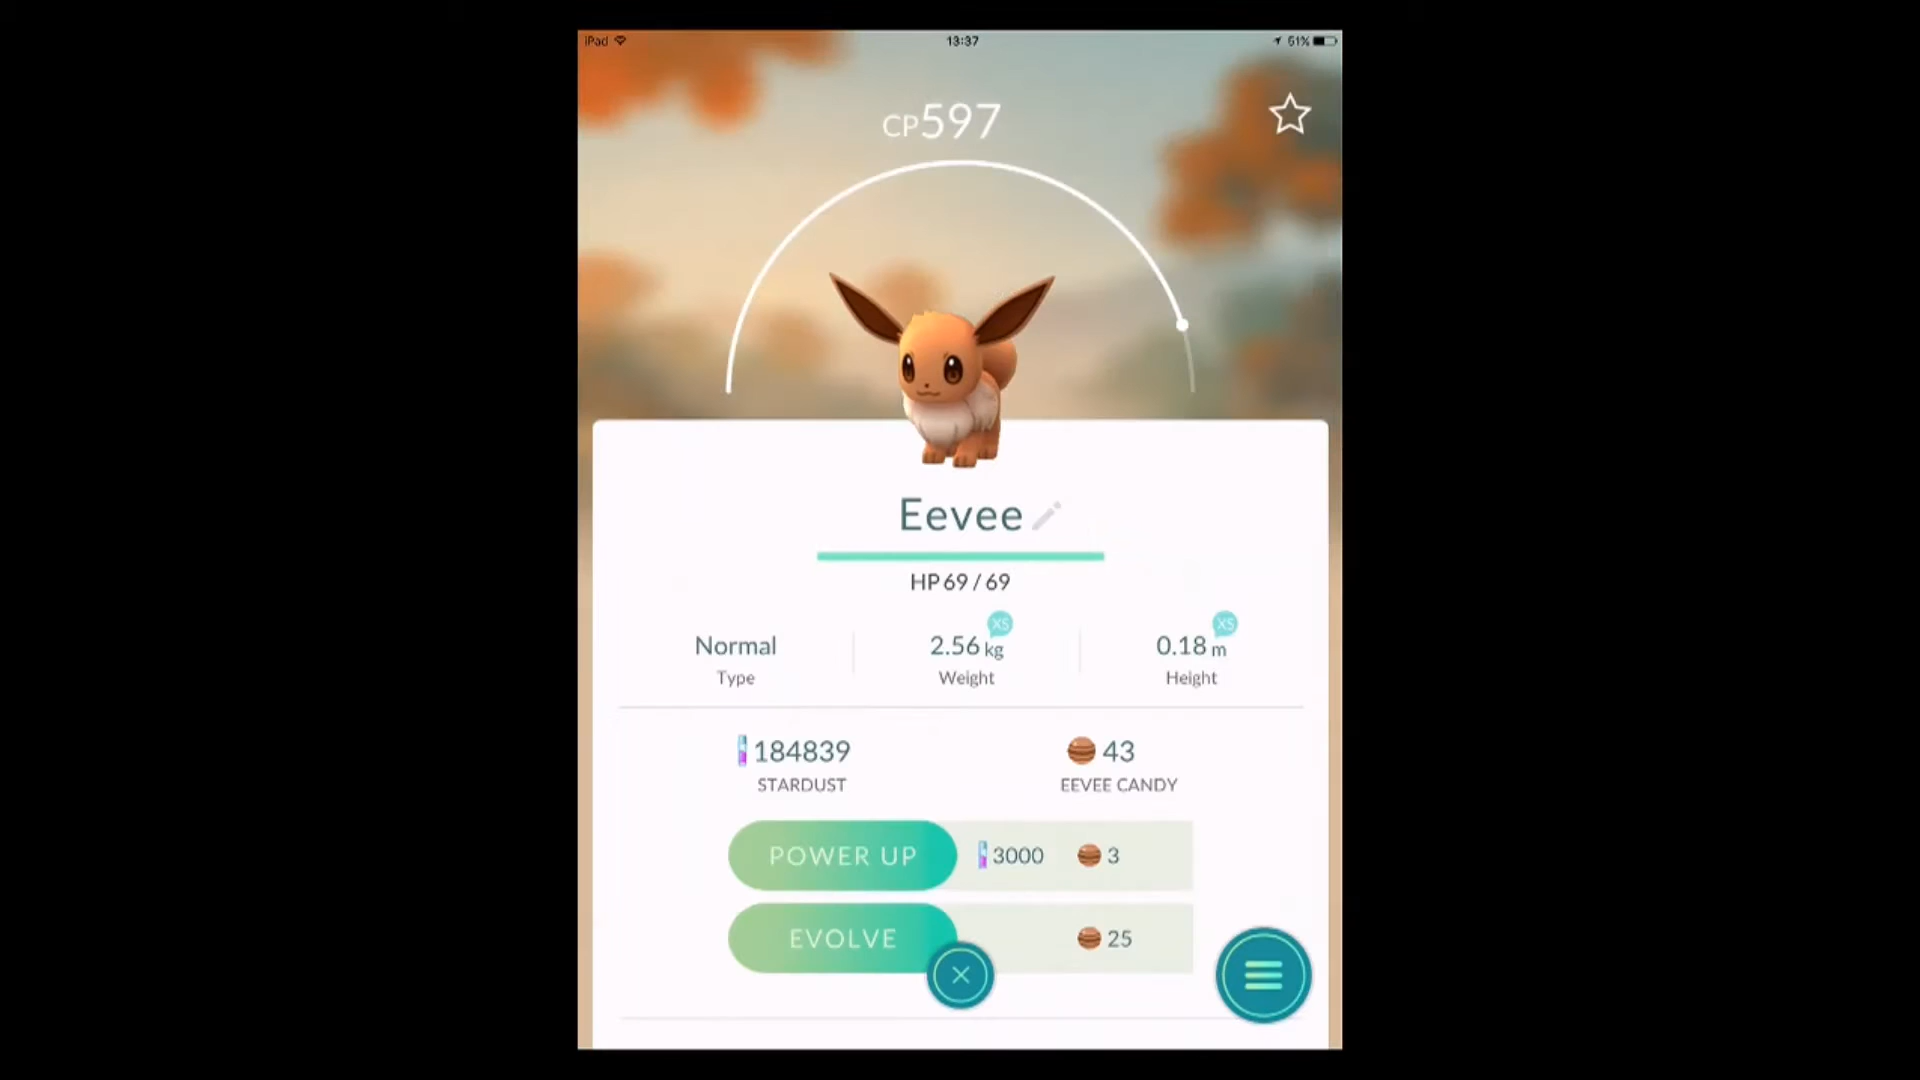 iPad 13:37 51%
CP597
Eevee
HP 69 / 69
XS XS
Normal 2.56 kg 0.18 m
Type Weight Height
184839 43
STARDUST EEVEE CANDY
POWER UP 3000 3
EVOLVE 25